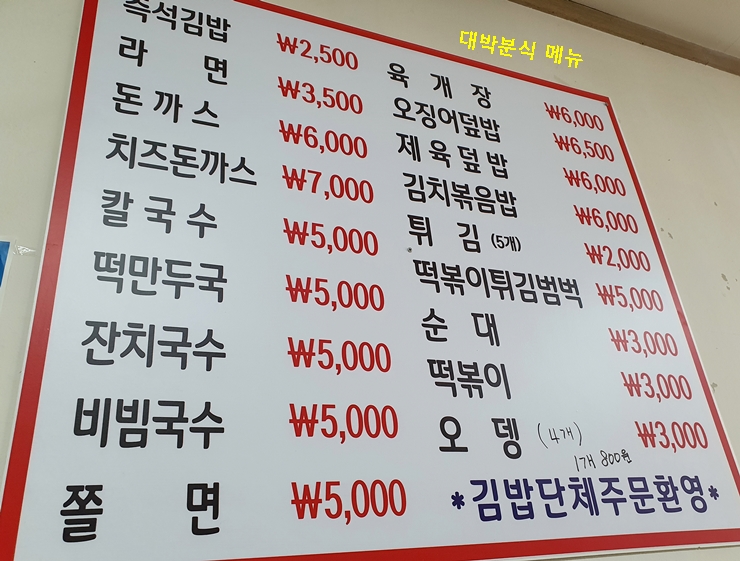 대박분식 메뉴
즉석김밥 ₩2,500
라면 ₩3,500
돈까스 ₩6,000
치즈돈까스 ₩7,000
칼국수 ₩5,000
떡만두국 ₩5,000
잔치국수 ₩5,000
비빔국수 ₩5,000
쫄면 ₩5,000
육개장 ₩6,000
오징어덮밥 ₩6,500
제육덮밥 ₩6,000
김치볶음밥 ₩6,000
튀김 (5개) ₩2,000
떡볶이튀김범벅 ₩5,000
순대 ₩3,000
떡볶이 ₩3,000
오뎅 (4개) ₩3,000
1개 800원
*김밥단체주문환영*